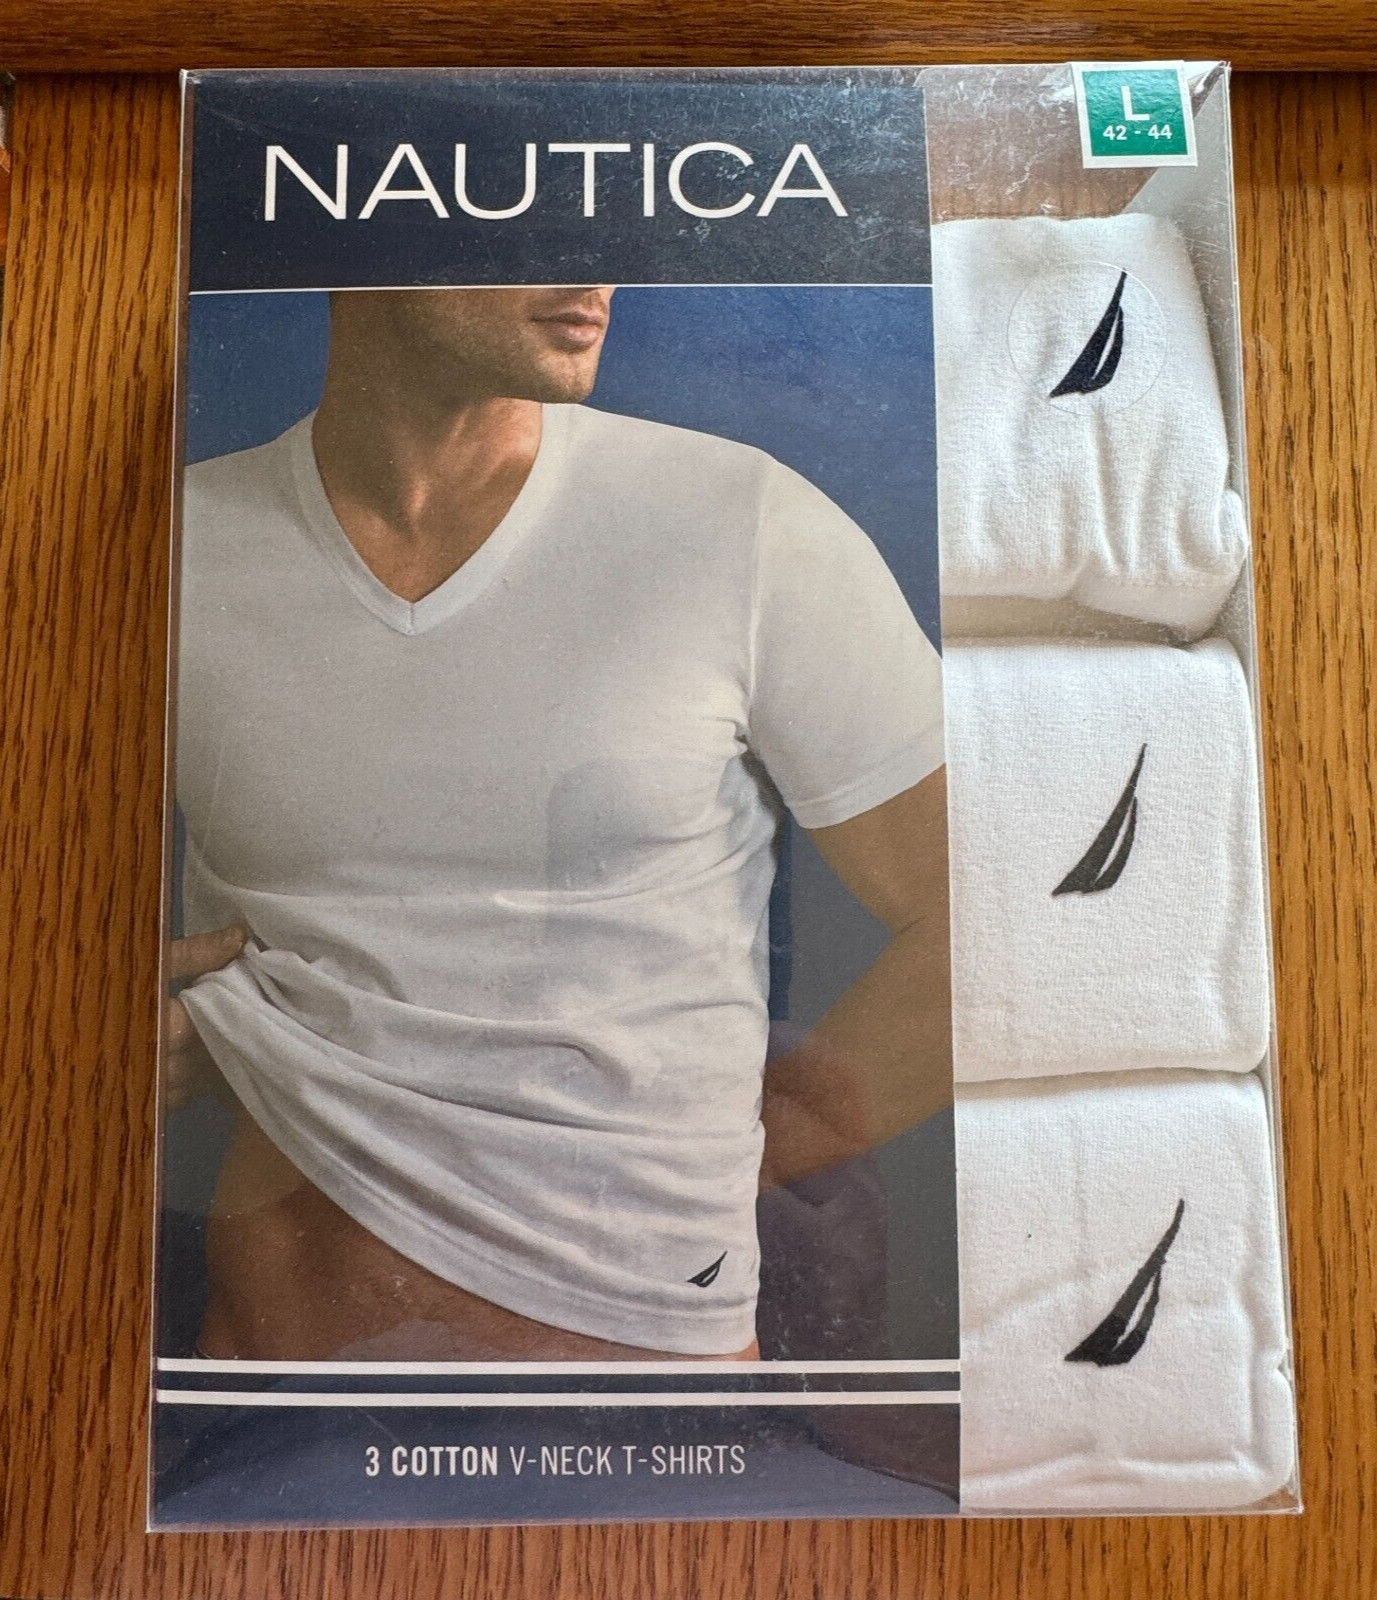 NAUTICA
L
42 - 44
3 COTTON V-NECK T-SHIRTS